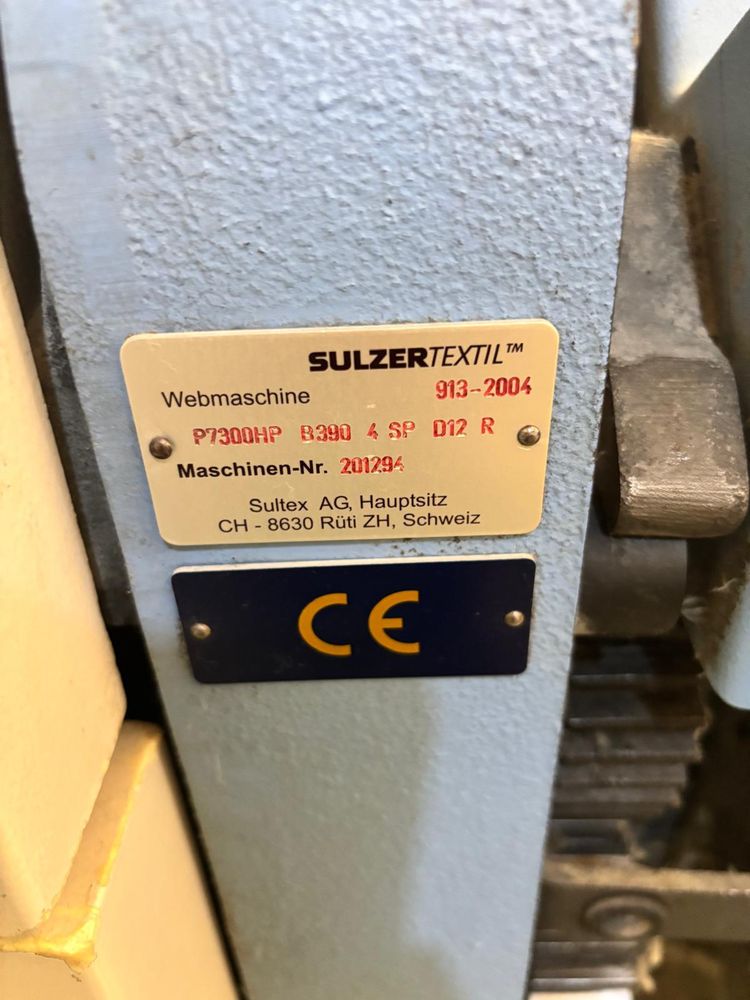 SULZERTEXTIL™
Webmaschine 913-2004
P7300HP B390 4 SP D12 R
Maschinen-Nr. 201294
Sultex AG, Hauptsitz
CH - 8630 Rüti ZH, Schweiz
CE